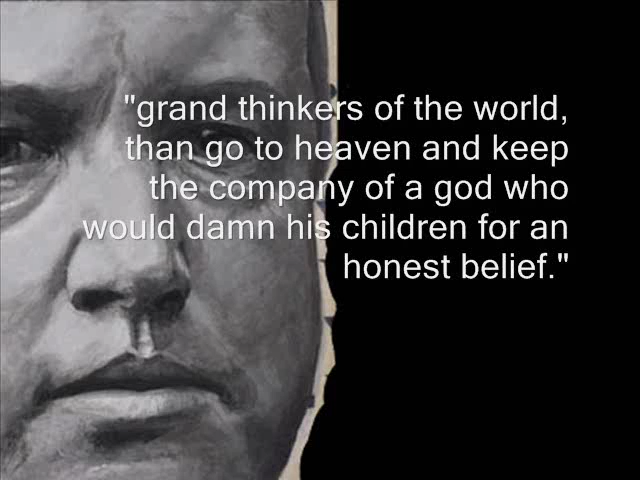 "grand thinkers of the world,
than go to heaven and keep
the company of a god who
would damn his children for an
honest belief."